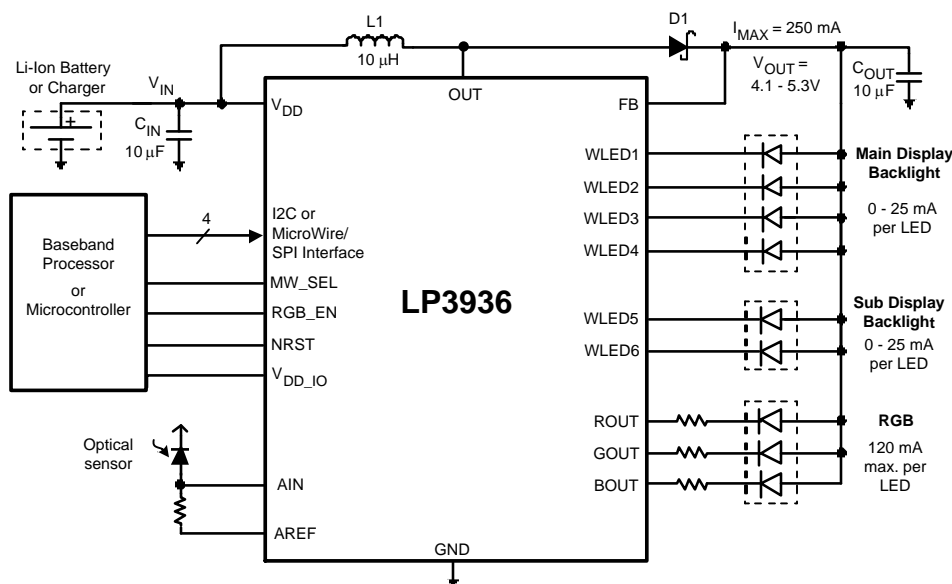 L1
10 μH
D1
I_MAX = 250 mA
V_OUT =
4.1 - 5.3V
C_OUT
10 μF
Li-Ion Battery
or Charger
+
V_IN
C_IN
10 μF
V_DD
OUT
FB
Baseband
Processor
or
Microcontroller
4
I2C or
MicroWire/
SPI Interface
MW_SEL
RGB_EN
NRST
V_DD_IO
LP3936
WLED1
WLED2
WLED3
WLED4
Main Display
Backlight
0 - 25 mA
per LED
WLED5
WLED6
Sub Display
Backlight
0 - 25 mA
per LED
ROUT
GOUT
BOUT
RGB
120 mA
max. per
LED
Optical
sensor
AIN
AREF
GND